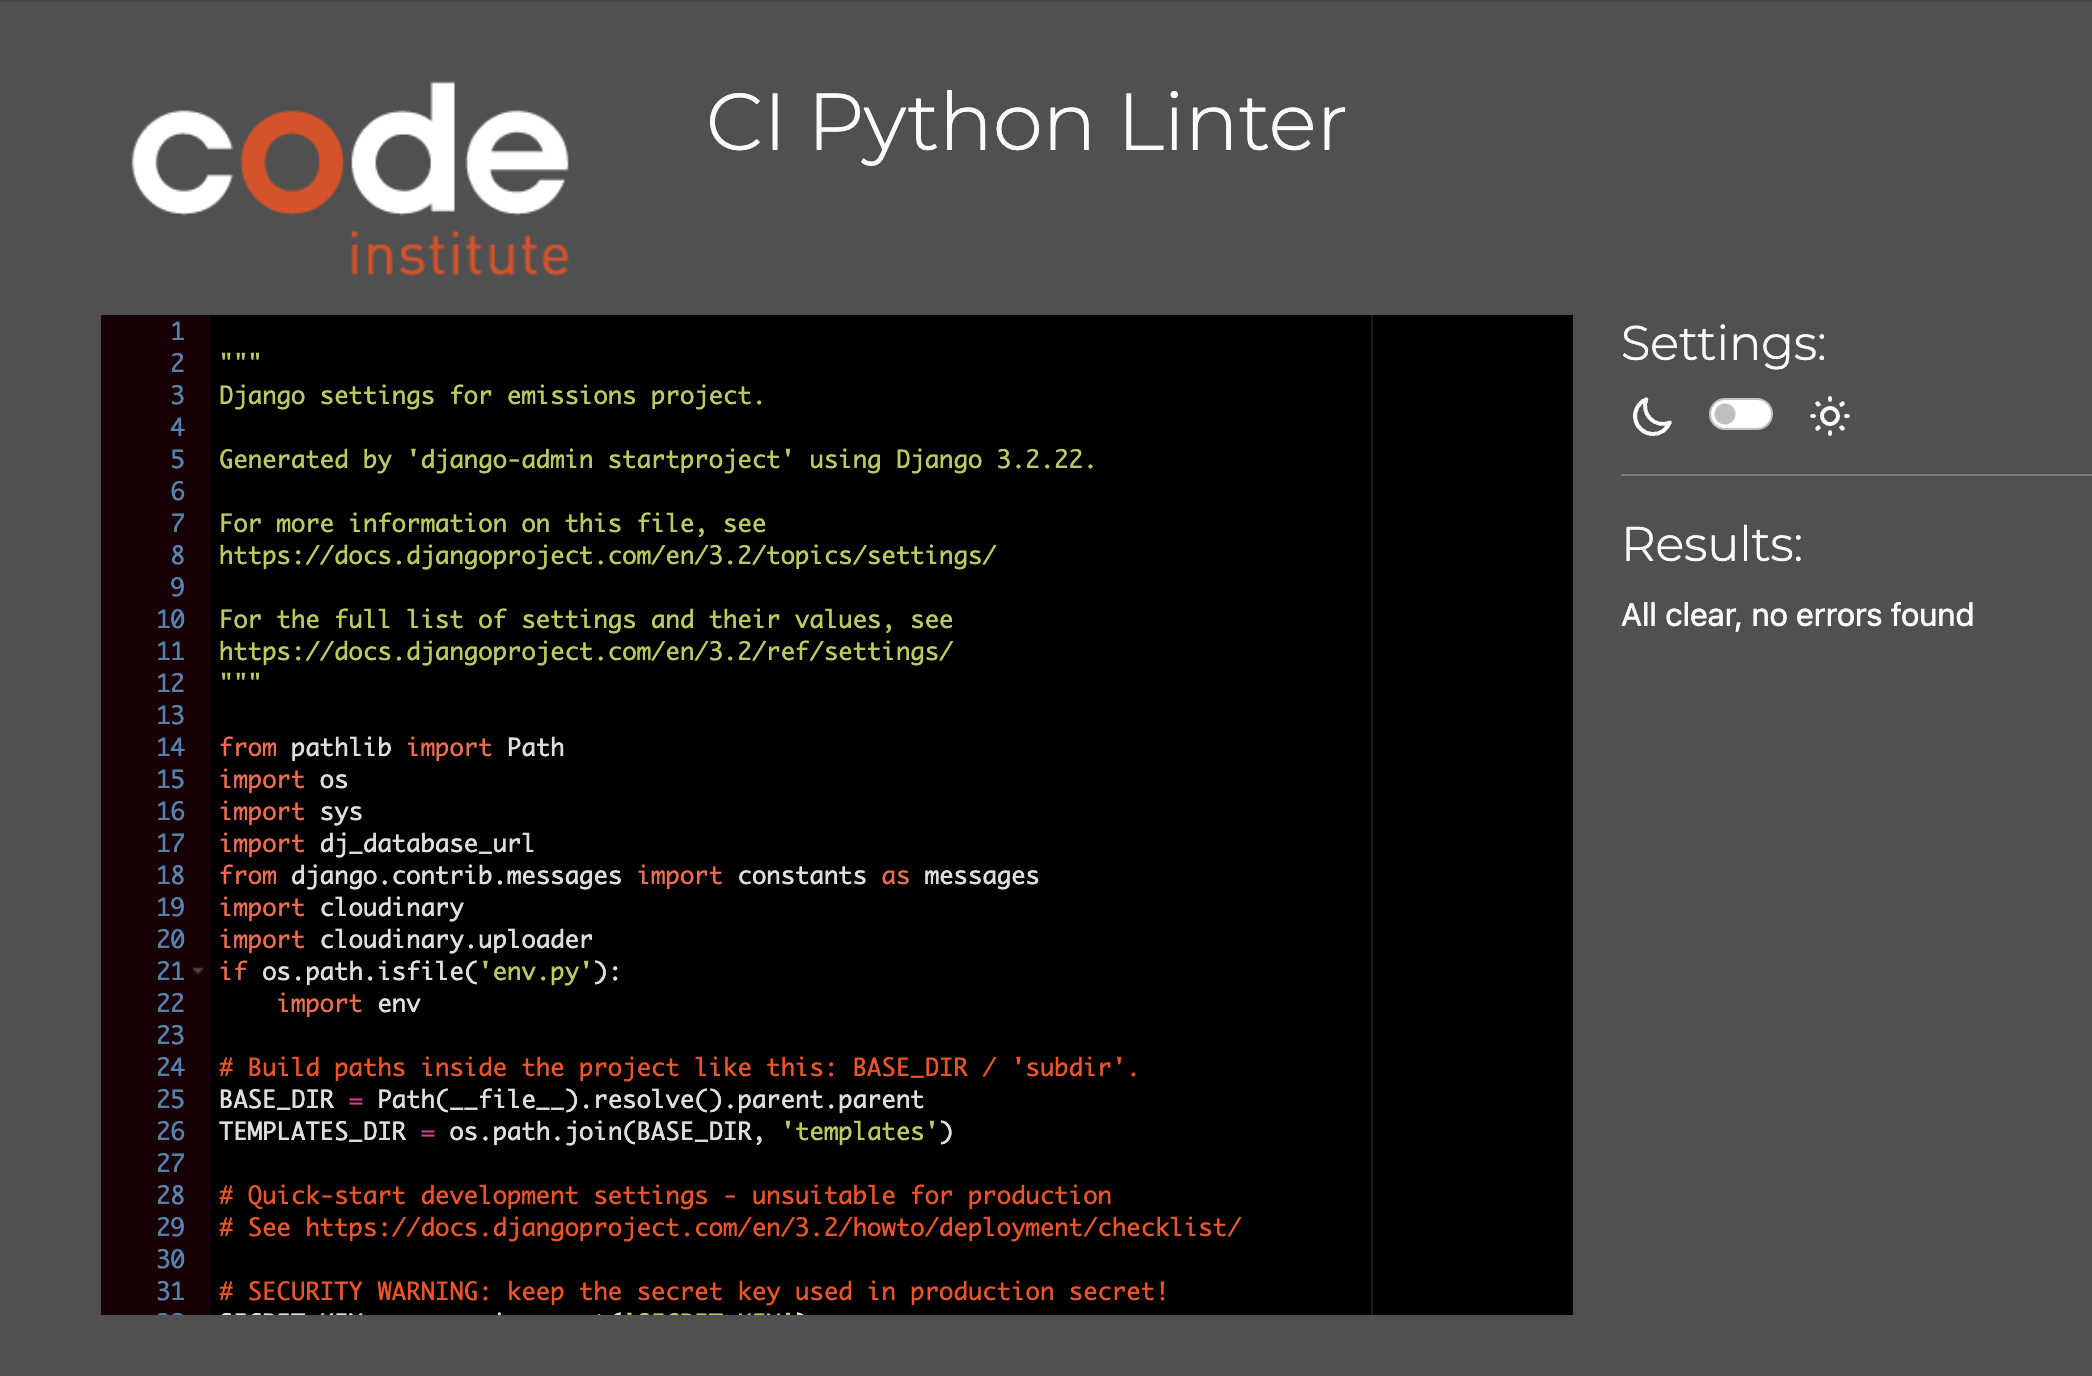 code
institute
CI Python Linter
1
2 """
3 Django settings for emissions project.
4
5 Generated by 'django-admin startproject' using Django 3.2.22.
6
7 For more information on this file, see
8 https://docs.djangoproject.com/en/3.2/topics/settings/
9
10 For the full list of settings and their values, see
11 https://docs.djangoproject.com/en/3.2/ref/settings/
12 """
13
14 from pathlib import Path
15 import os
16 import sys
17 import dj_database_url
18 from django.contrib.messages import constants as messages
19 import cloudinary
20 import cloudinary.uploader
21 if os.path.isfile('env.py'):
22     import env
23
24 # Build paths inside the project like this: BASE_DIR / 'subdir'.
25 BASE_DIR = Path(__file__).resolve().parent.parent
26 TEMPLATES_DIR = os.path.join(BASE_DIR, 'templates')
27
28 # Quick-start development settings - unsuitable for production
29 # See https://docs.djangoproject.com/en/3.2/howto/deployment/checklist/
30
31 # SECURITY WARNING: keep the secret key used in production secret!
Settings:
Results:
All clear, no errors found